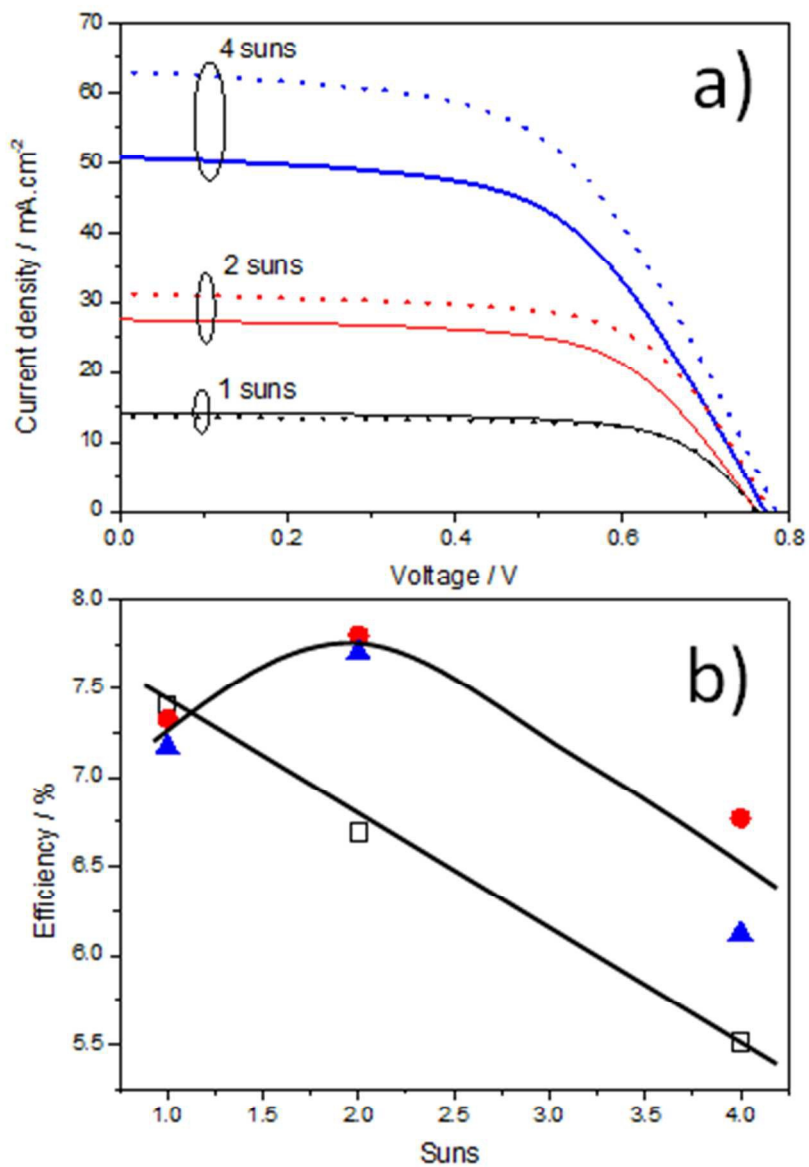 70
60
50
40
30
20
10
0
Current density / mA.cm⁻²
4 suns
2 suns
1 suns
a)
0.0 0.2 0.4 0.6 0.8
Voltage / V
8.0
7.5
7.0
6.5
6.0
5.5
Efficiency / %
b)
1.0 1.5 2.0 2.5 3.0 3.5 4.0
Suns